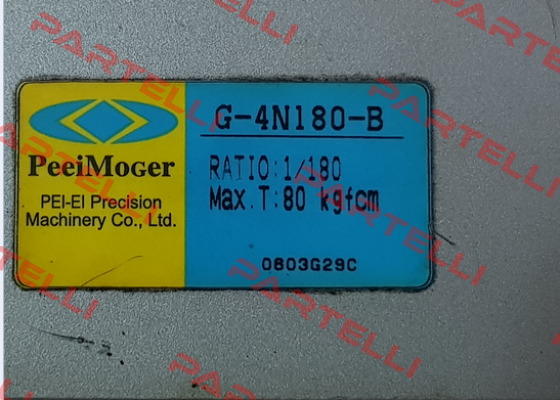 G-4N180-B
PeeiMoger
PEI-EI Precision
Machinery Co., Ltd.
RATIO:1/180
Max.T:80 kgfcm
0803G29C
PARTELLI
PARTELLI
PARTELLI
PARTELLI
PARTELLI
PARTELLI
PARTELLI